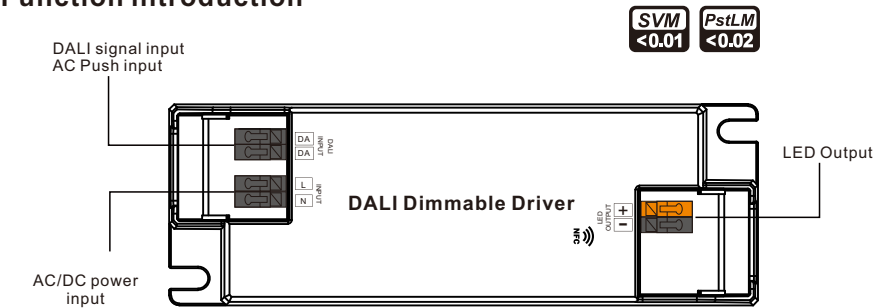 Function Introduction
SVM
<0.01
PstLM
<0.02
DALI signal input
AC Push input
DA
DA
DALI
INPUT
L
N
INPUT
DALI Dimmable Driver
NFC
LED
OUTPUT
+
−
LED Output
AC/DC power
input